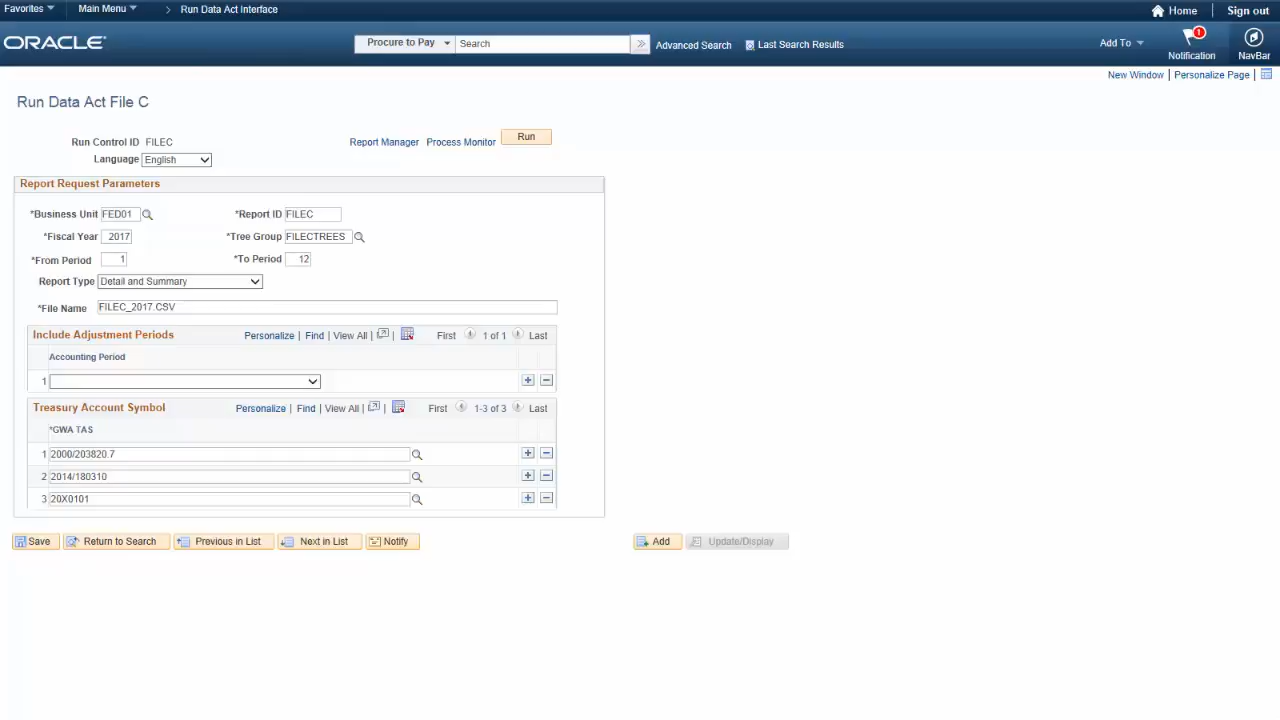 Favorites Main Menu > Run Data Act Interface Home Sign out
ORACLE Procure to Pay Search Advanced Search Last Search Results Add To 1 Notification NavBar
New Window | Personalize Page |
Run Data Act File C
Run Control ID FILEC Report Manager Process Monitor Run
Language English
Report Request Parameters
*Business Unit FED01 *Report ID FILEC
*Fiscal Year 2017 *Tree Group FILECTREES
*From Period 1 *To Period 12
Report Type Detail and Summary
*File Name FILEC_2017.CSV
Include Adjustment Periods Personalize | Find | View All | | First 1 of 1 Last
Accounting Period
1
Treasury Account Symbol Personalize | Find | View All | | First 1-3 of 3 Last
*GWA TAS
1 2000/203820.7
2 2014/180310
3 20X0101
Save Return to Search Previous in List Next in List Notify Add Update/Display